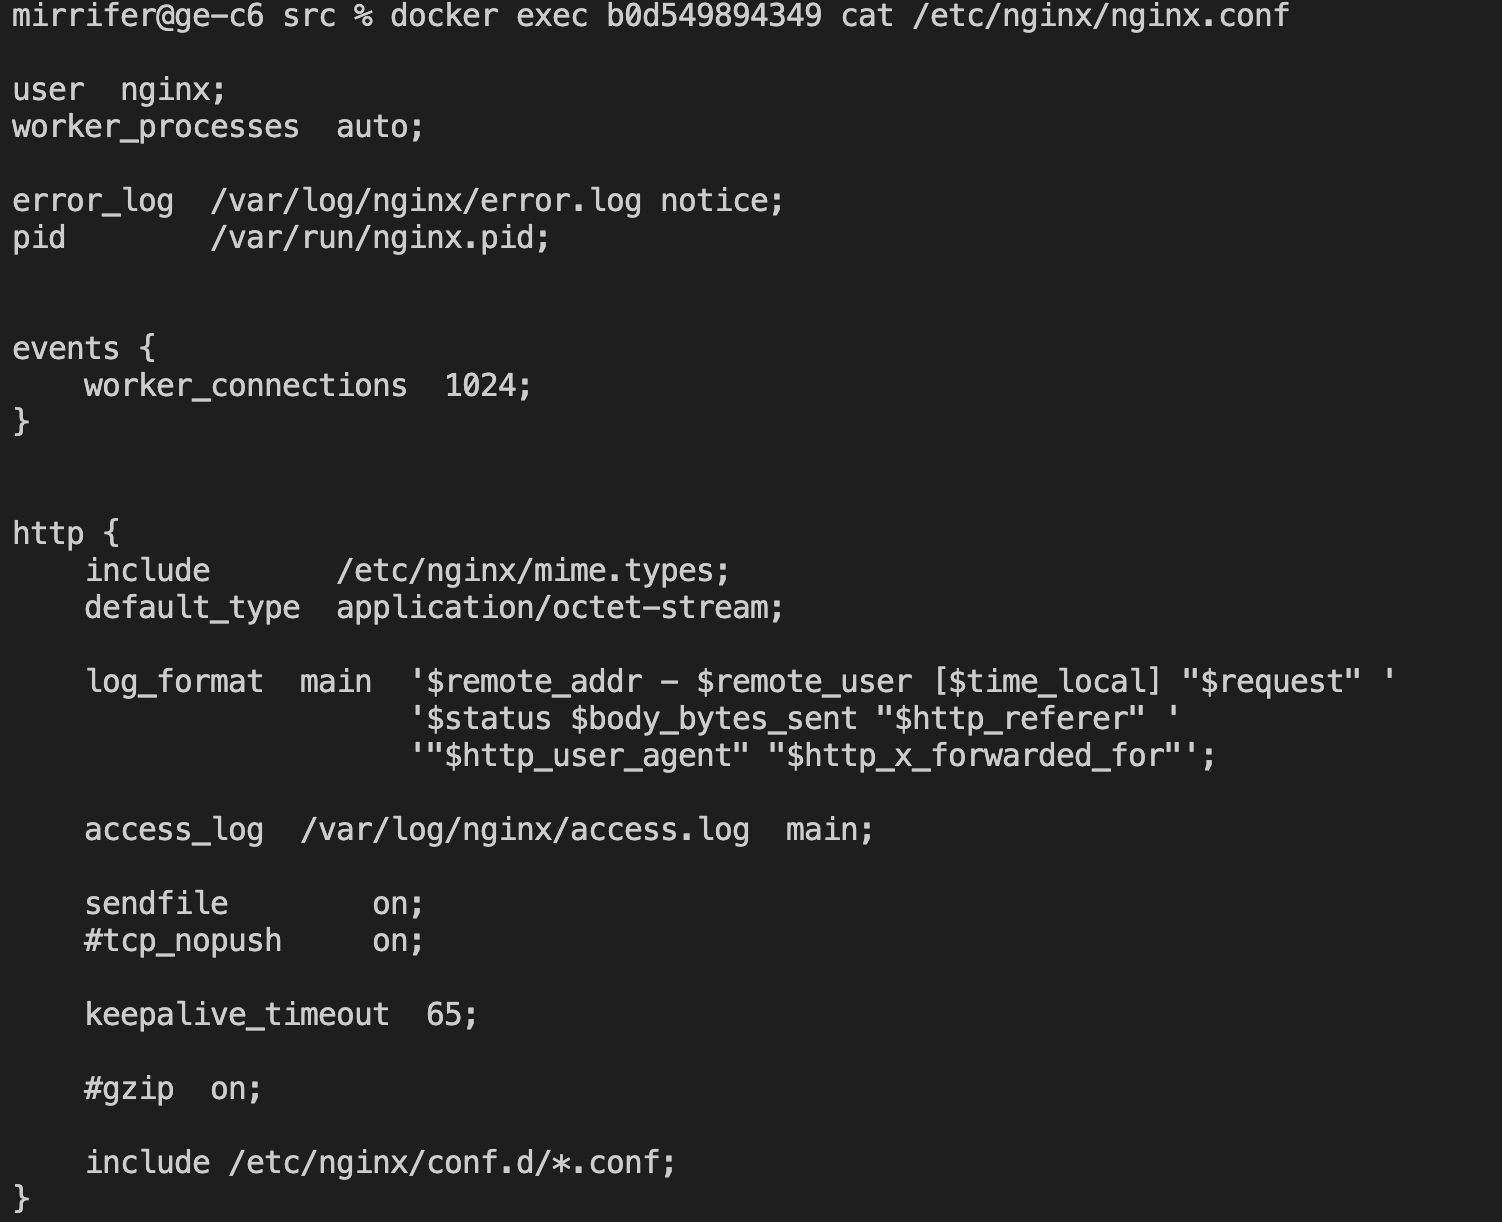 mirrifer@ge-c6 src % docker exec b0d549894349 cat /etc/nginx/nginx.conf

user  nginx;
worker_processes  auto;

error_log  /var/log/nginx/error.log notice;
pid        /var/run/nginx.pid;


events {
    worker_connections  1024;
}


http {
    include       /etc/nginx/mime.types;
    default_type  application/octet-stream;

    log_format  main  '$remote_addr - $remote_user [$time_local] "$request" '
                      '$status $body_bytes_sent "$http_referer" '
                      '"$http_user_agent" "$http_x_forwarded_for"';

    access_log  /var/log/nginx/access.log  main;

    sendfile        on;
    #tcp_nopush     on;

    keepalive_timeout  65;

    #gzip  on;

    include /etc/nginx/conf.d/*.conf;
}